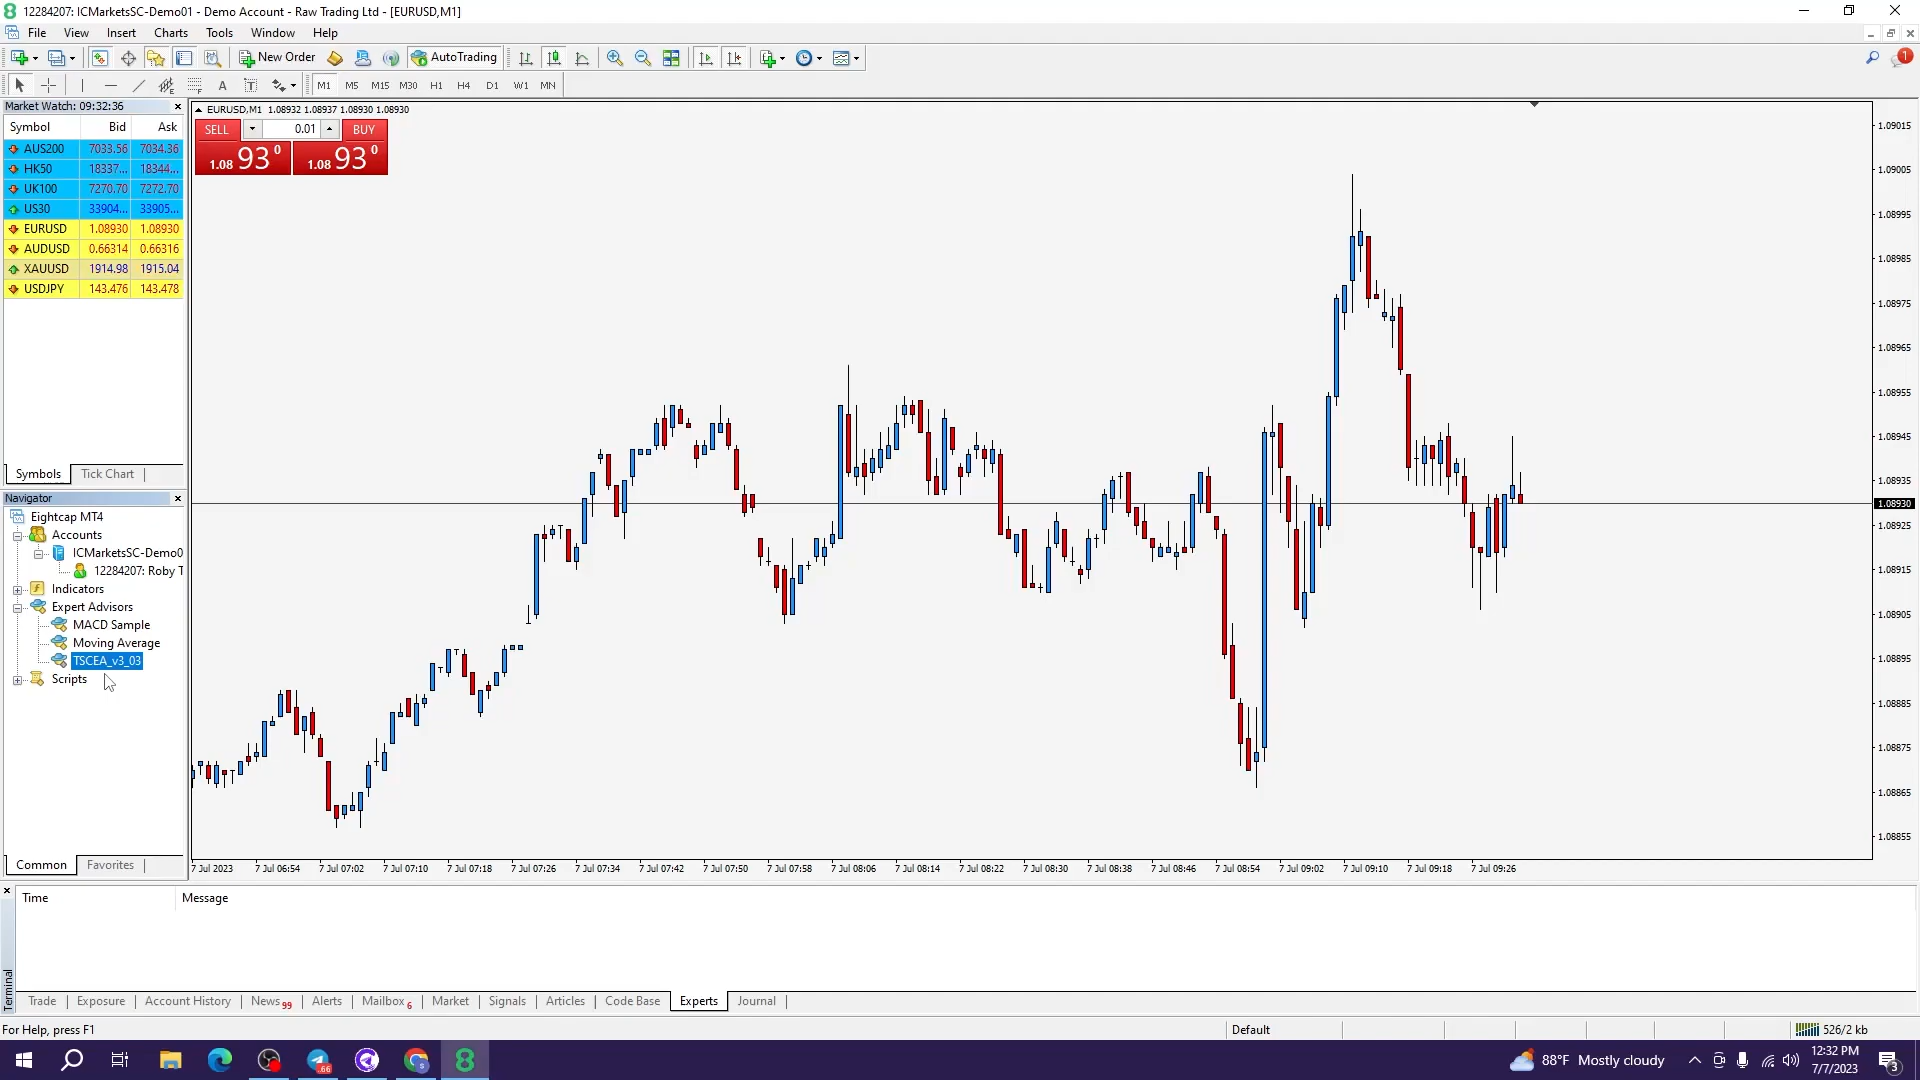 12284207: ICMarketsSC-Demo01 - Demo Account - Raw Trading Ltd - [EURUSD,M1]
File View Insert Charts Tools Window Help
New Order AutoTrading 1
A T M1 M5 M15 M30 H1 H4 D1 W1 MN
Market Watch: 09:32:36
Symbol Bid Ask
AUS200 7033.56 7034.36
HK50 18337... 18344...
UK100 7270.70 7272.70
US30 33904... 33905...
EURUSD 1.08930 1.08930
AUDUSD 0.66314 0.66316
XAUUSD 1914.98 1915.04
USDJPY 143.476 143.478
Symbols Tick Chart
Navigator
Eightcap MT4
Accounts
ICMarketsSC-Demo0
12284207: Roby T
Indicators
Expert Advisors
MACD Sample
Moving Average
TSCEA_v3_03
Scripts
Common Favorites
EURUSD,M1 1.08932 1.08937 1.08930 1.08930
SELL 0.01 BUY
1.08 93 0 1.08 93 0
1.09015
1.09005
1.08995
1.08985
1.08975
1.08965
1.08955
1.08945
1.08935
1.08930
1.08925
1.08915
1.08905
1.08895
1.08885
1.08875
1.08865
1.08855
7 Jul 2023 7 Jul 06:54 7 Jul 07:02 7 Jul 07:10 7 Jul 07:18 7 Jul 07:26 7 Jul 07:34 7 Jul 07:42 7 Jul 07:50 7 Jul 07:58 7 Jul 08:06 7 Jul 08:14 7 Jul 08:22 7 Jul 08:30 7 Jul 08:38 7 Jul 08:46 7 Jul 08:54 7 Jul 09:02 7 Jul 09:10 7 Jul 09:18 7 Jul 09:26
Time Message
Terminal
Trade Exposure Account History News 99 Alerts Mailbox 6 Market Signals Articles Code Base Experts Journal
For Help, press F1 Default 526/2 kb
.66 88°F Mostly cloudy 12:32 PM
7/7/2023 3